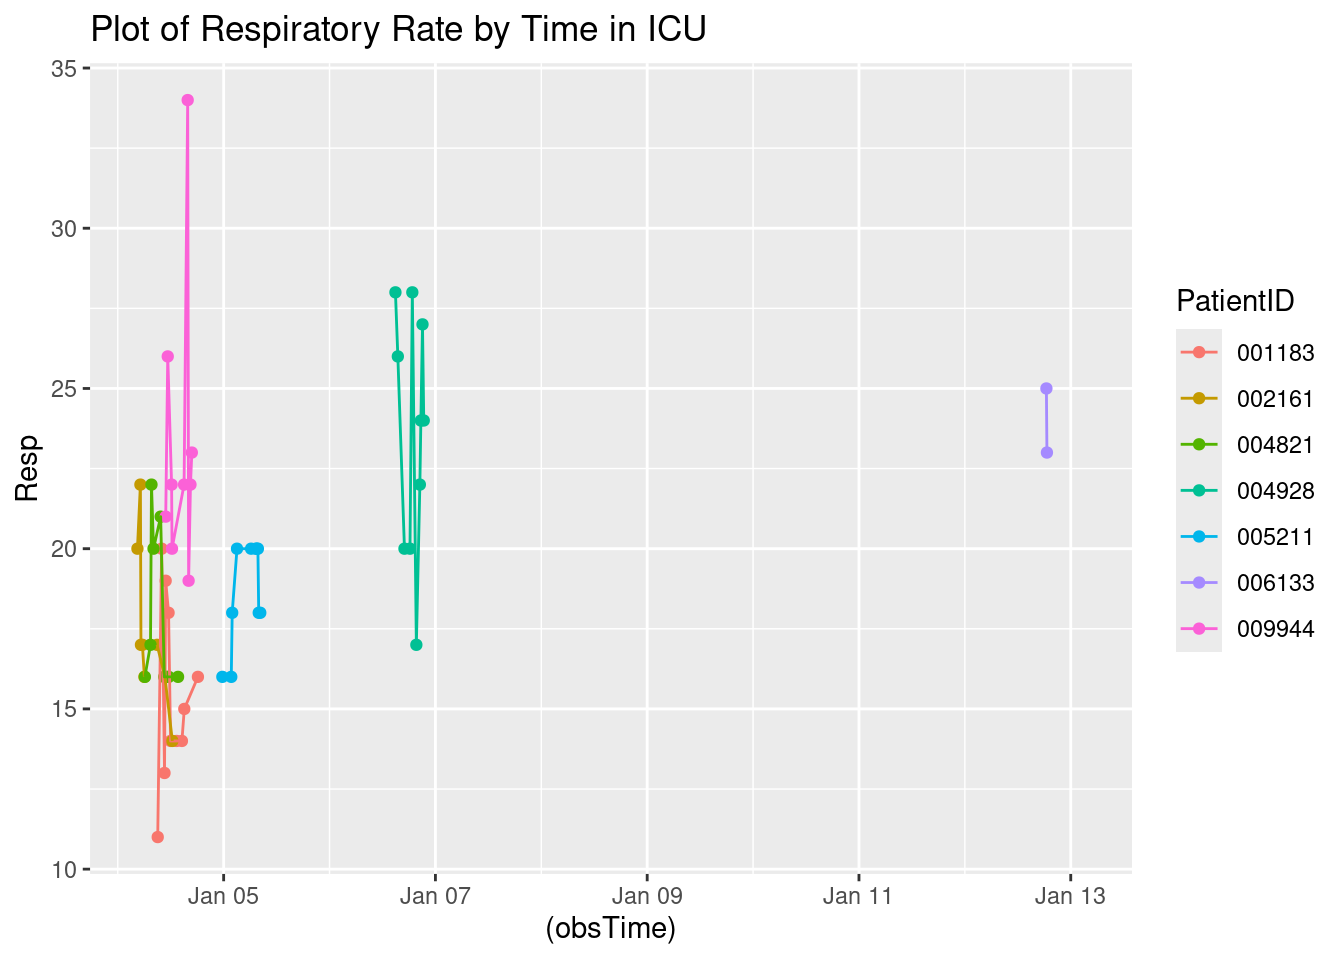 Plot of Respiratory Rate by Time in ICU
35
30
25
20
15
10
Resp
Jan 05
Jan 07
Jan 09
Jan 11
Jan 13
(obsTime)
PatientID
001183
002161
004821
004928
005211
006133
009944